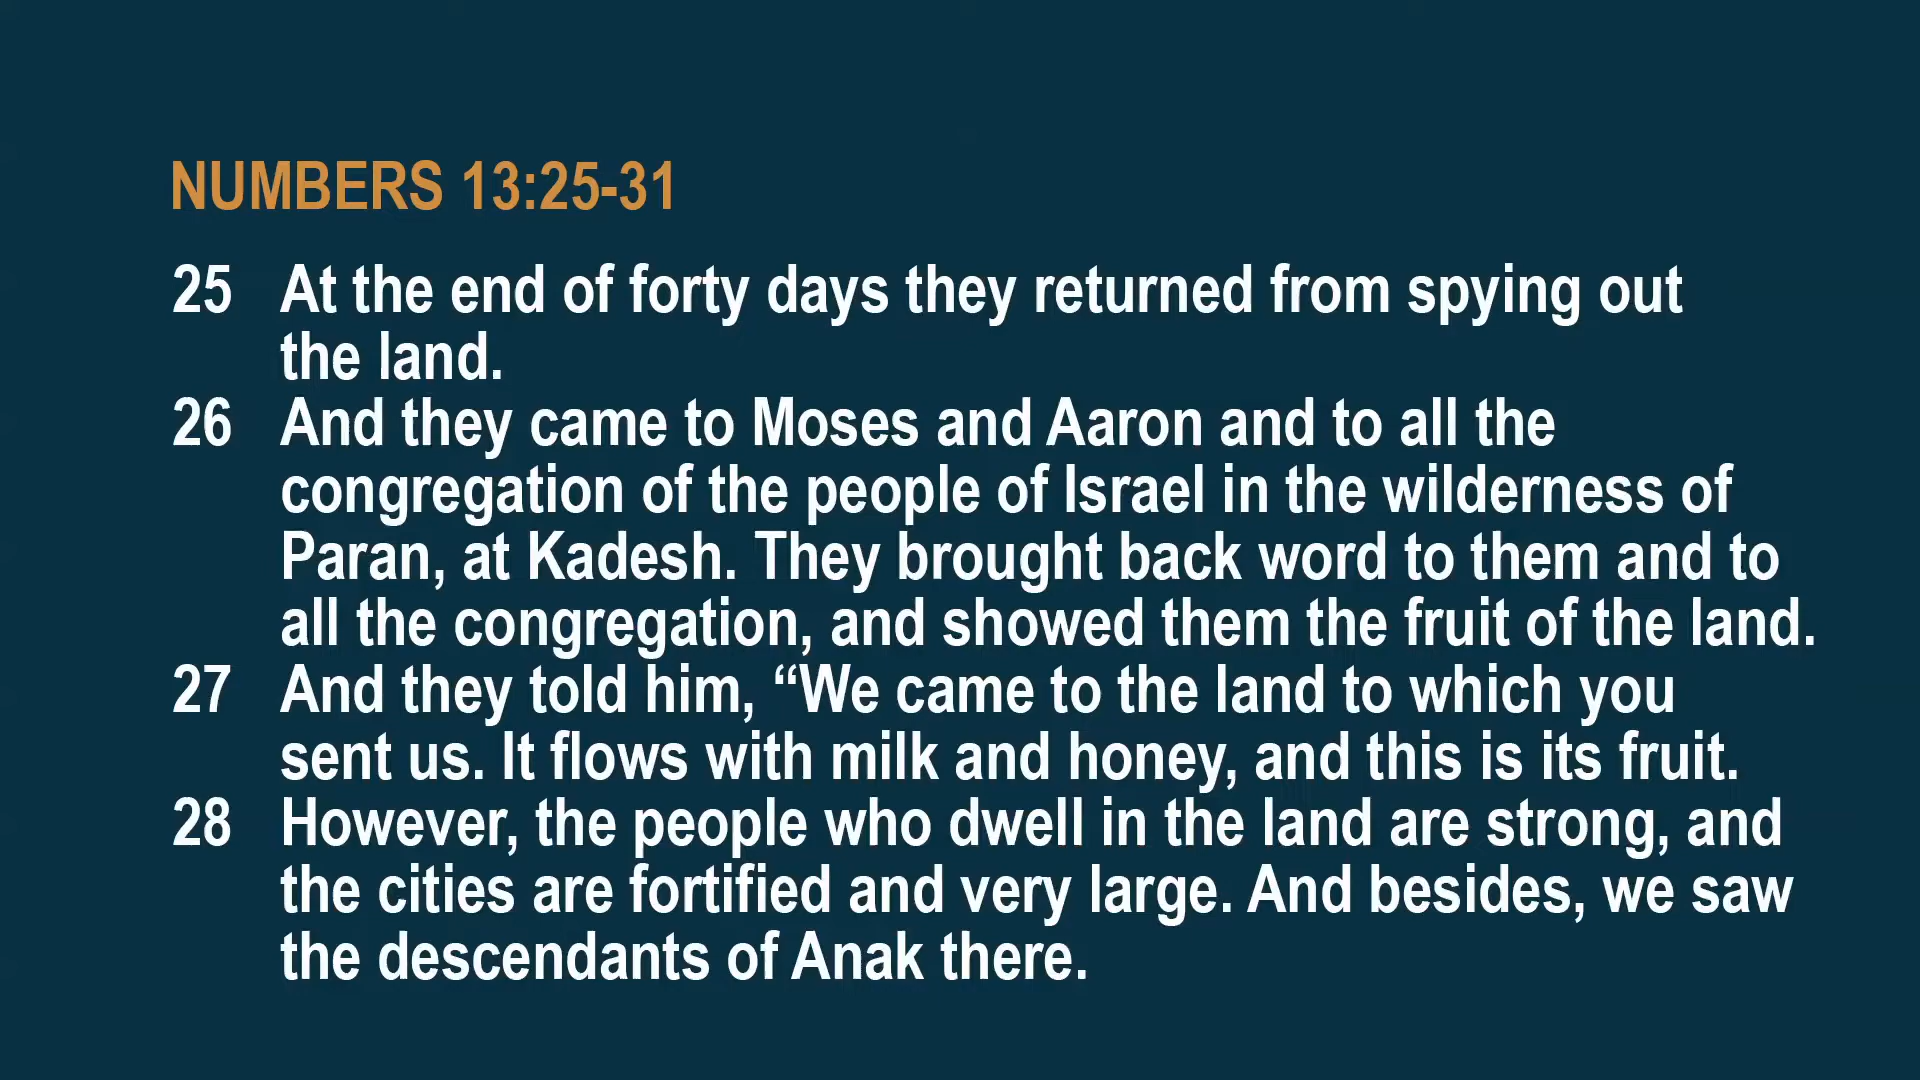 NUMBERS 13:25-31
25 At the end of forty days they returned from spying out
the land.
26 And they came to Moses and Aaron and to all the
congregation of the people of Israel in the wilderness of
Paran, at Kadesh. They brought back word to them and to
all the congregation, and showed them the fruit of the land.
27 And they told him, “We came to the land to which you
sent us. It flows with milk and honey, and this is its fruit.
28 However, the people who dwell in the land are strong, and
the cities are fortified and very large. And besides, we saw
the descendants of Anak there.